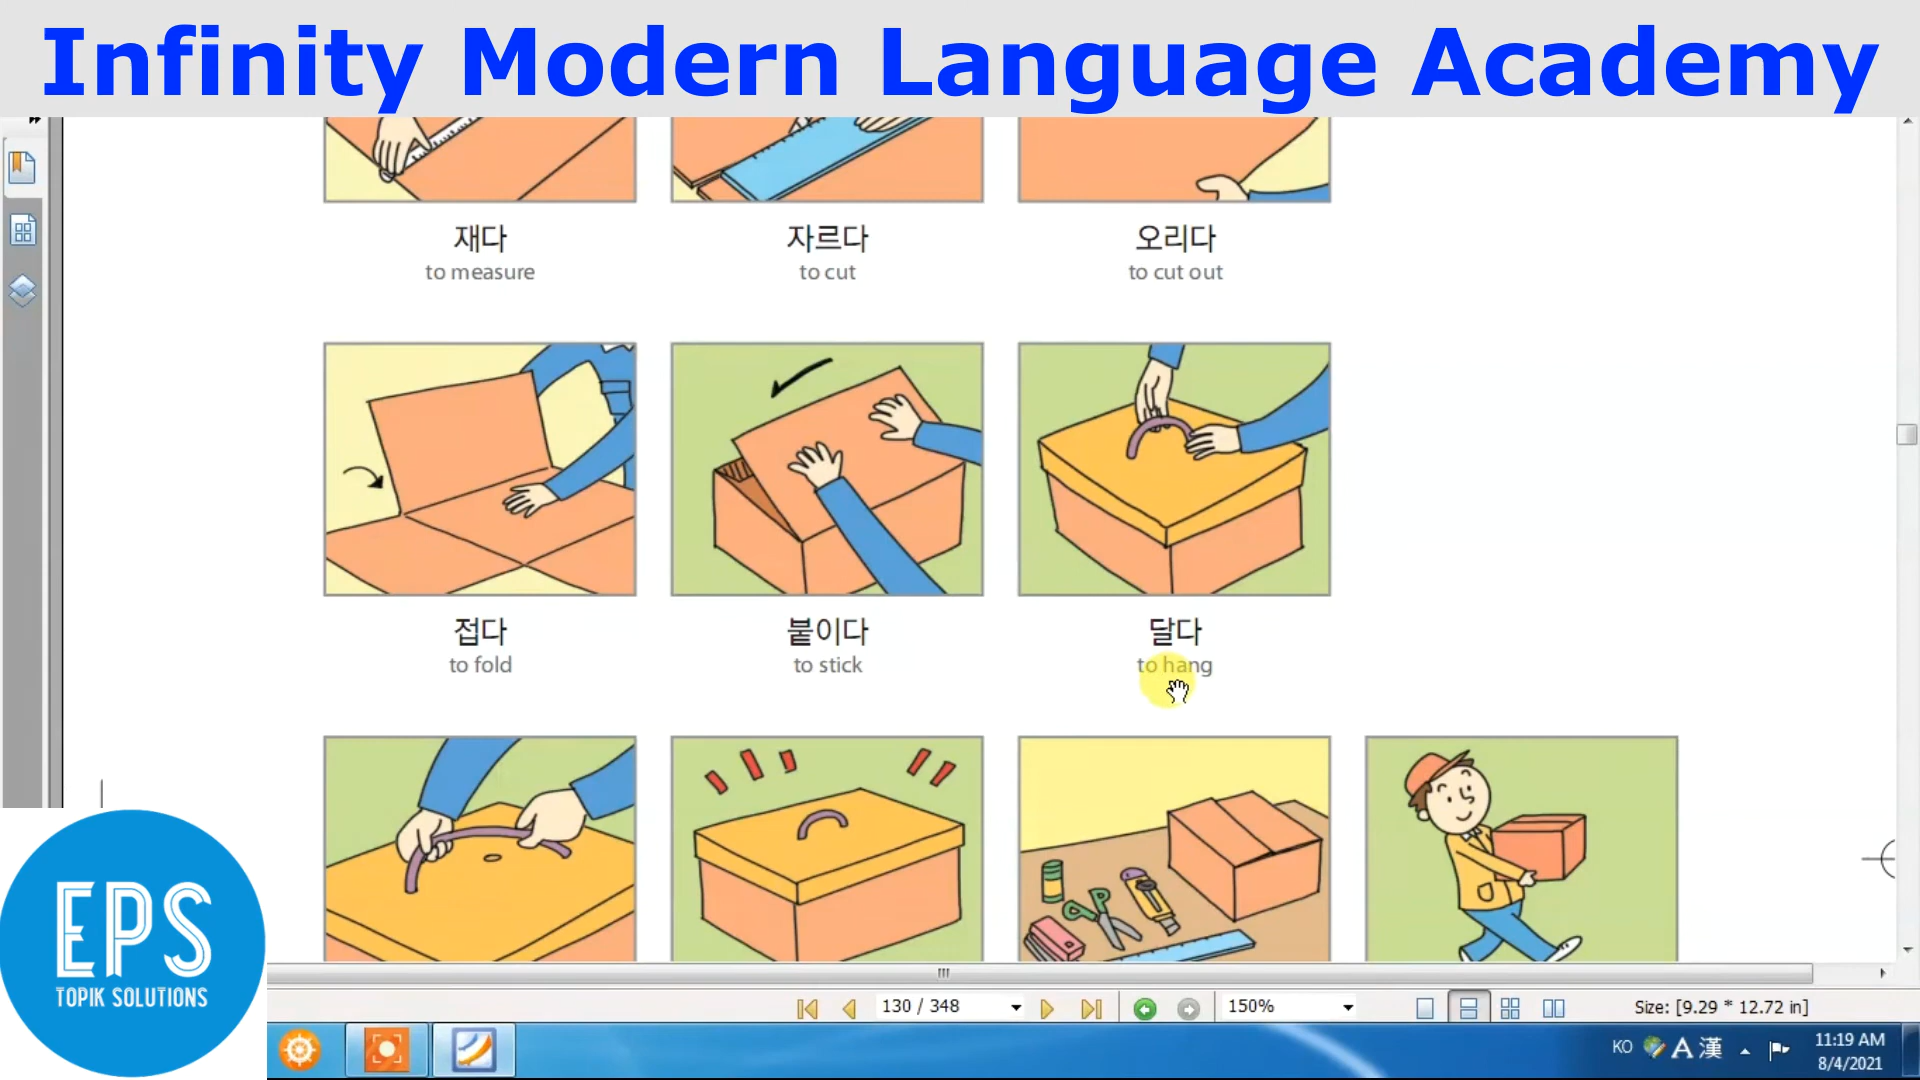 Infinity Modern Language Academy
재다
자르다
오리다
to measure
to cut
to cut out
접다
붙이다
달다
to fold
to stick
to hang
EPS
TOPIK SOLUTIONS
130 / 348
150%
Size: [9.29 * 12.72 in]
KO
A 漢
11:19 AM
8/4/2021